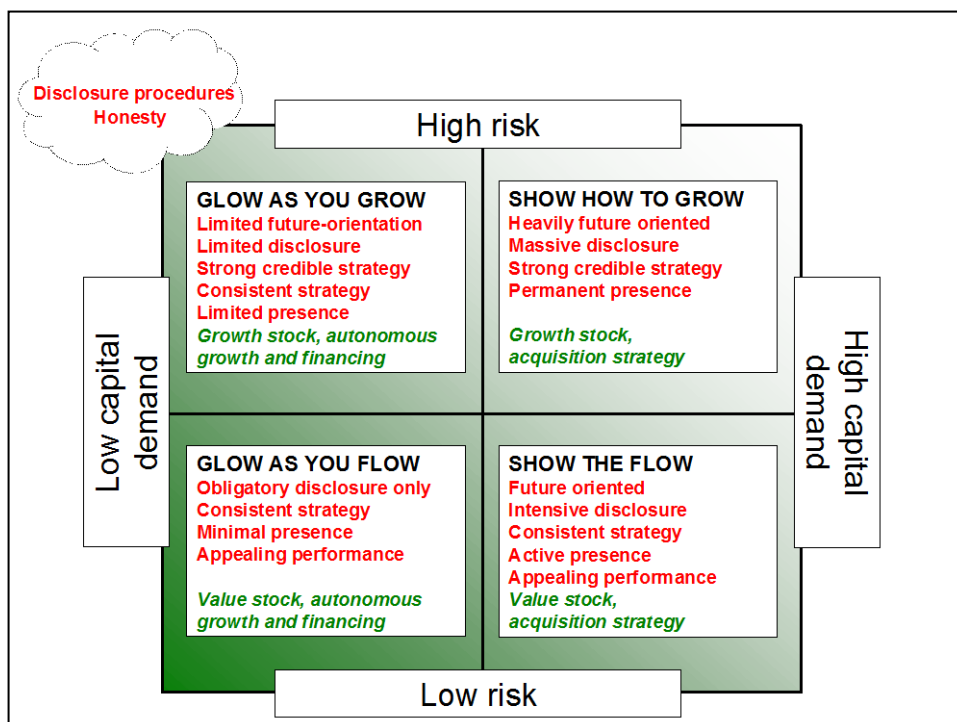 Disclosure procedures
Honesty
High risk
GLOW AS YOU GROW
Limited future-orientation
Limited disclosure
Strong credible strategy
Consistent strategy
Limited presence
Growth stock, autonomous
growth and financing
SHOW HOW TO GROW
Heavily future oriented
Massive disclosure
Strong credible strategy
Permanent presence
Growth stock,
acquisition strategy
Low capital
demand
High capital
demand
GLOW AS YOU FLOW
Obligatory disclosure only
Consistent strategy
Minimal presence
Appealing performance
Value stock, autonomous
growth and financing
SHOW THE FLOW
Future oriented
Intensive disclosure
Consistent strategy
Active presence
Appealing performance
Value stock,
acquisition strategy
Low risk